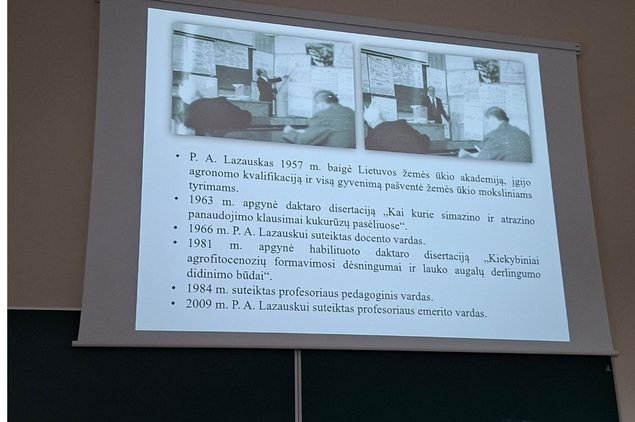 • P. A. Lazauskas 1957 m. baigė Lietuvos žemės ūkio akademiją, įgijo
agronomo kvalifikaciją ir visą gyvenimą pašventė žemės ūkio moksliniams
tyrimams.
• 1963 m. apgynė daktaro disertaciją „Kai kurie simazino ir atrazino
panaudojimo klausimai kukurūzų pasėliuose“.
• 1966 m. P. A. Lazauskui suteiktas docento vardas.
• 1981 m. apgynė habilituoto daktaro disertaciją „Kiekybiniai
agrofitocenozių formavimosi dėsningumai ir lauko augalų derlingumo
didinimo būdai“.
• 1984 m. suteiktas profesoriaus pedagoginis vardas.
• 2009 m. P. A. Lazauskui suteiktas profesoriaus emerito vardas.